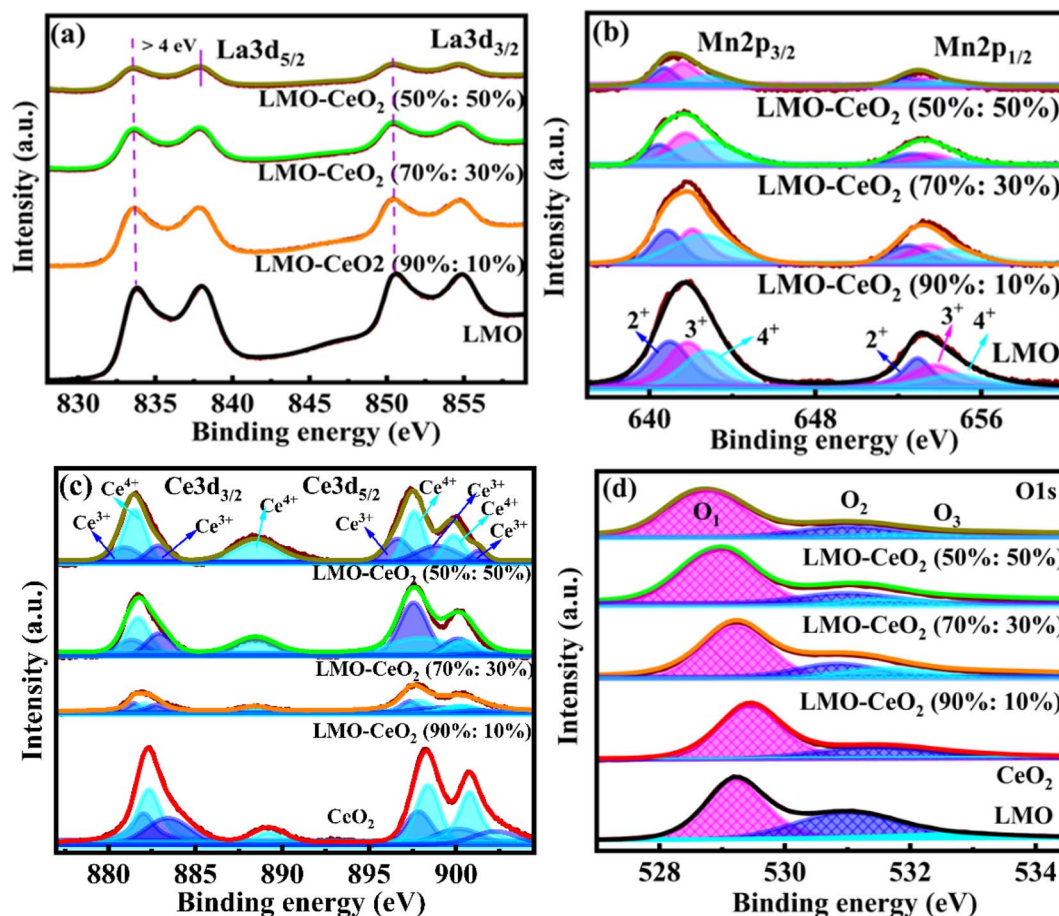 (a)
> 4 eV
La3d5/2
La3d3/2
LMO-CeO2 (50%: 50%)
LMO-CeO2 (70%: 30%)
LMO-CeO2 (90%: 10%)
LMO
Intensity (a.u.)
830 835 840 845 850 855
Binding energy (eV)
(b)
Mn2p3/2
Mn2p1/2
LMO-CeO2 (50%: 50%)
LMO-CeO2 (70%: 30%)
LMO-CeO2 (90%: 10%)
2+ 3+ 4+ 2+ 3+ 4+
LMO
Intensity (a.u.)
640 648 656
Binding energy (eV)
(c)
Ce3d3/2
Ce3d5/2
Ce4+ Ce4+ Ce4+ Ce3+
Ce3+ Ce3+ Ce3+ Ce4+ Ce3+
LMO-CeO2 (50%: 50%)
LMO-CeO2 (70%: 30%)
LMO-CeO2 (90%: 10%)
CeO2
Intensity (a.u.)
880 885 890 895 900
Binding energy (eV)
(d)
O1s
O1 O2 O3
LMO-CeO2 (50%: 50%)
LMO-CeO2 (70%: 30%)
LMO-CeO2 (90%: 10%)
CeO2
LMO
Intensity (a.u.)
528 530 532 534
Binding energy (eV)